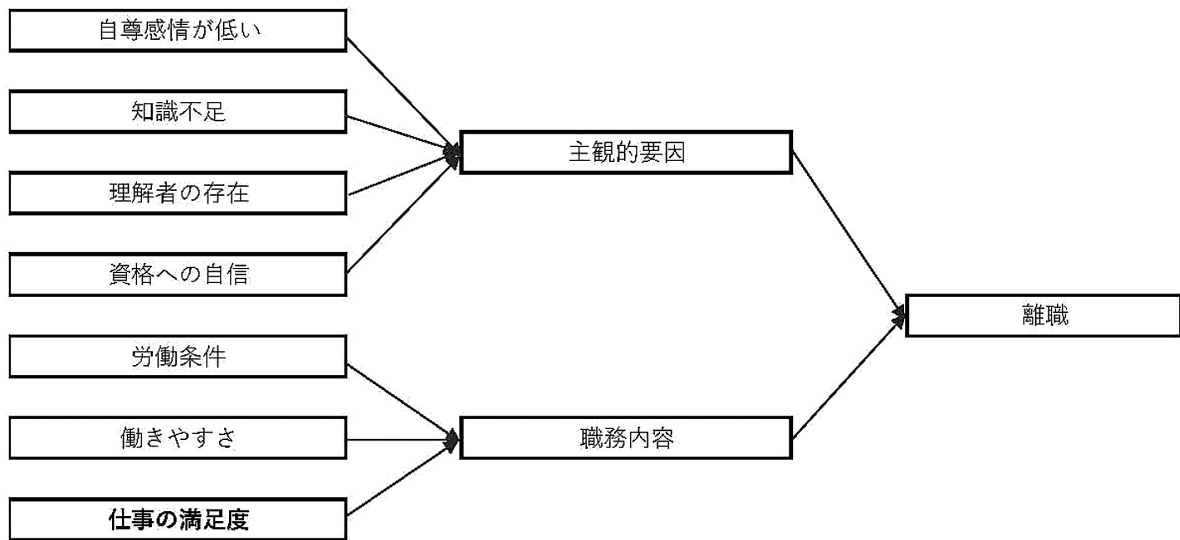 自尊感情が低い
知識不足
理解者の存在
資格への自信
労働条件
働きやすさ
仕事の満足度
主観的要因
職務内容
離職